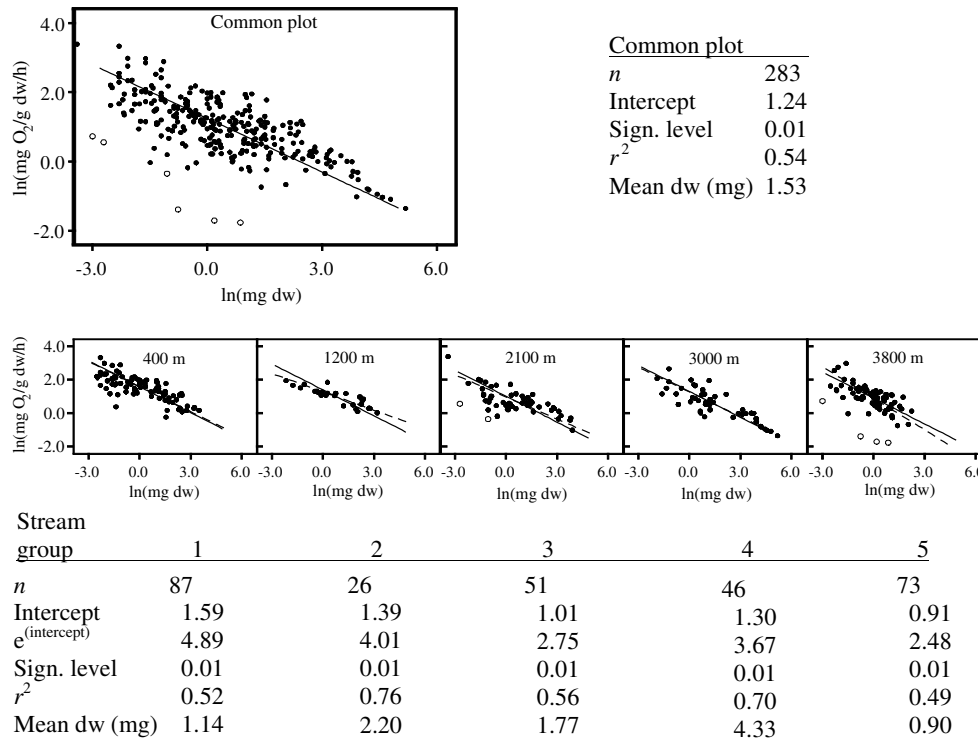 Common plot
4.0
2.0
0.0
-2.0
ln(mg O₂/g dw/h)
-3.0 0.0 3.0 6.0
ln(mg dw)
Common plot
n 283
Intercept 1.24
Sign. level 0.01
r² 0.54
Mean dw (mg) 1.53
400 m 1200 m 2100 m 3000 m 3800 m
4.0
2.0
0.0
-2.0
ln(mg O₂/g dw/h)
-3.0 0.0 3.0 6.0 -3.0 0.0 3.0 6.0 -3.0 0.0 3.0 6.0 -3.0 0.0 3.0 6.0 -3.0 0.0 3.0 6.0
ln(mg dw) ln(mg dw) ln(mg dw) ln(mg dw) ln(mg dw)
Stream
group 1 2 3 4 5
n 87 26 51 46 73
Intercept 1.59 1.39 1.01 1.30 0.91
e^(intercept) 4.89 4.01 2.75 3.67 2.48
Sign. level 0.01 0.01 0.01 0.01 0.01
r² 0.52 0.76 0.56 0.70 0.49
Mean dw (mg) 1.14 2.20 1.77 4.33 0.90